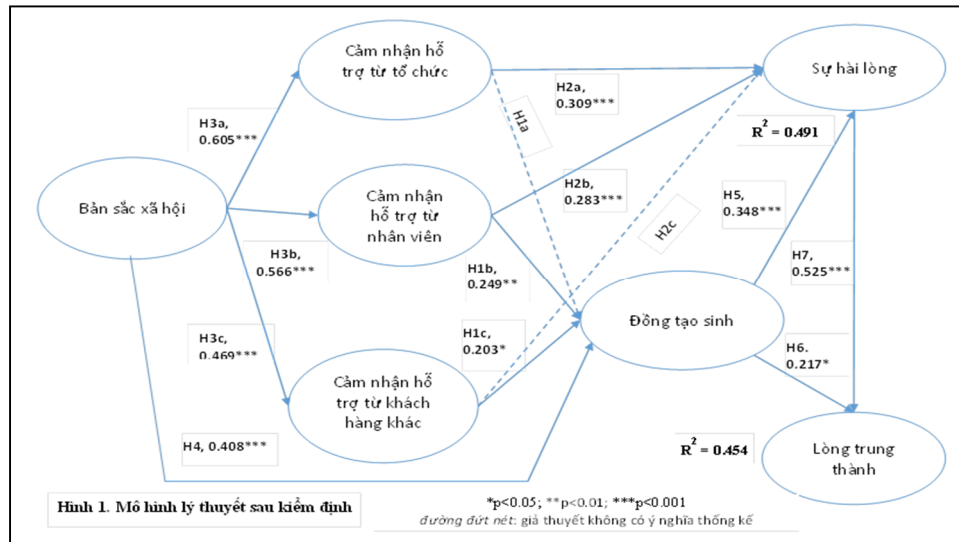 Cảm nhận hỗ
trợ từ tổ chức
Sự hài lòng
H2a,
0.309***
H1a
H3a,
0.605***
R² = 0.491
Bản sắc xã hội
Cảm nhận
hỗ trợ từ
nhân viên
H2b,
0.283***
H2c
H5,
0.348***
H3b,
0.566***
H1b,
0.249**
H7,
0.525***
Đồng tạo sinh
H3c,
0.469***
H1c,
0.203*
H6.
0.217*
Cảm nhận hỗ
trợ từ khách
hàng khác
H4, 0.408***
R² = 0.454
Lòng trung
thành
Hình 1. Mô hình lý thuyết sau kiểm định
*p<0.05; **p<0.01; ***p<0.001
đường đứt nét: giả thuyết không có ý nghĩa thống kế